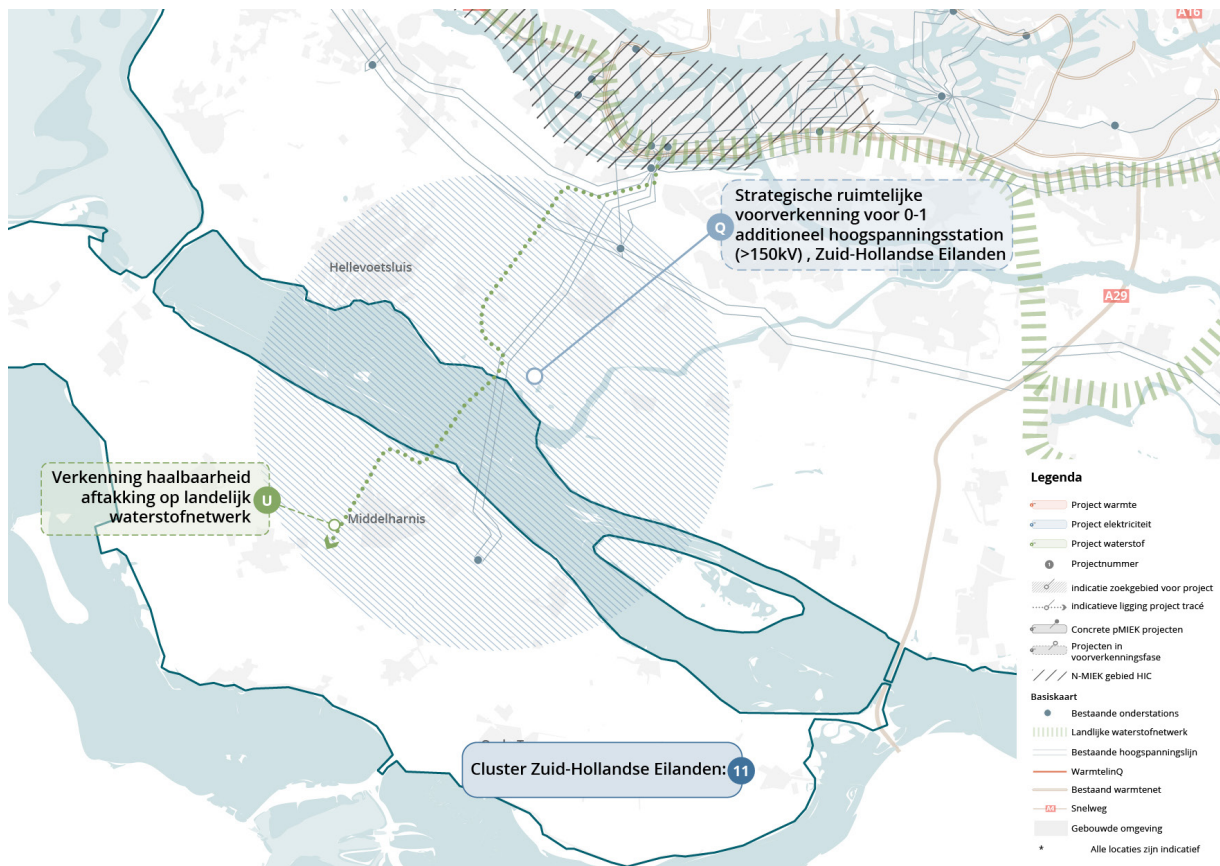 A16
Strategische ruimtelijke
voorverkenning voor 0-1
additioneel hoogspanningsstation
(>150kV) , Zuid-Hollandse Eilanden
Q
Hellevoetsluis
A29
Verkenning haalbaarheid
aftakking op landelijk
waterstofnetwerk
U
Middelharnis
Cluster Zuid-Hollandse Eilanden:
11
Legenda
Project warmte
Project elektriciteit
Project waterstof
1
Projectnummer
indicatie zoekgebied voor project
indicatieve ligging project tracé
Concrete pMIEK projecten
Projecten in
voorverkenningsfase
N-MIEK gebied HIC
Basiskaart
Bestaande onderstations
Landlijke waterstofnetwerk
Bestaande hoogspanningslijn
WarmtelinQ
Bestaand warmtenet
A4
Snelweg
Gebouwde omgeving
* Alle locaties zijn indicatief